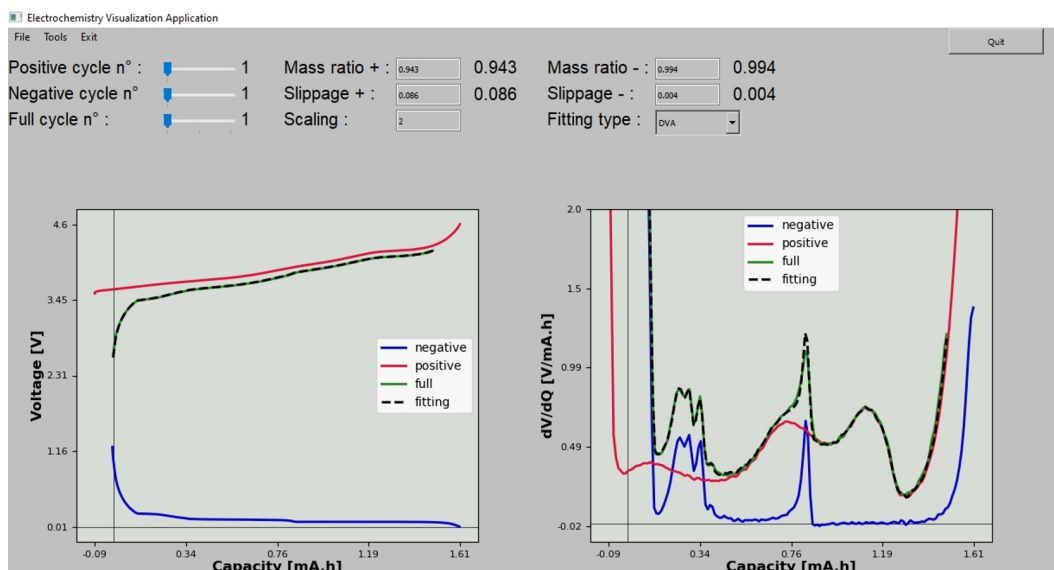 Electrochemistry Visualization Application
File Tools Exit
Quit
Positive cycle n° : 1 Mass ratio + : 0.943 0.943 Mass ratio - : 0.994 0.994
Negative cycle n° 1 Slippage + : 0.086 0.086 Slippage - : 0.004 0.004
Full cycle n° : 1 Scaling : 2 Fitting type : DVA
4.6
3.45
2.31
1.16
0.01
Voltage [V]
negative
positive
full
fitting
-0.09 0.34 0.76 1.19 1.61
Capacity [mA.h]
2.0
1.5
0.99
0.49
-0.02
dV/dQ [V/mA.h]
negative
positive
full
fitting
-0.09 0.34 0.76 1.19 1.61
Capacity [mA.h]